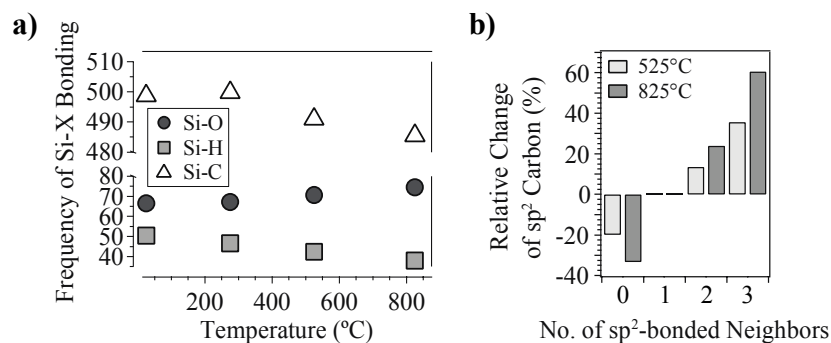 a)
Frequency of Si-X Bonding
510
500
490
480
80
70
60
50
40
Si-O
Si-H
Si-C
200 400 600 800
Temperature (ºC)
b)
Relative Change
of sp² Carbon (%)
60
40
20
0
-20
-40
525°C
825°C
0 1 2 3
No. of sp²-bonded Neighbors